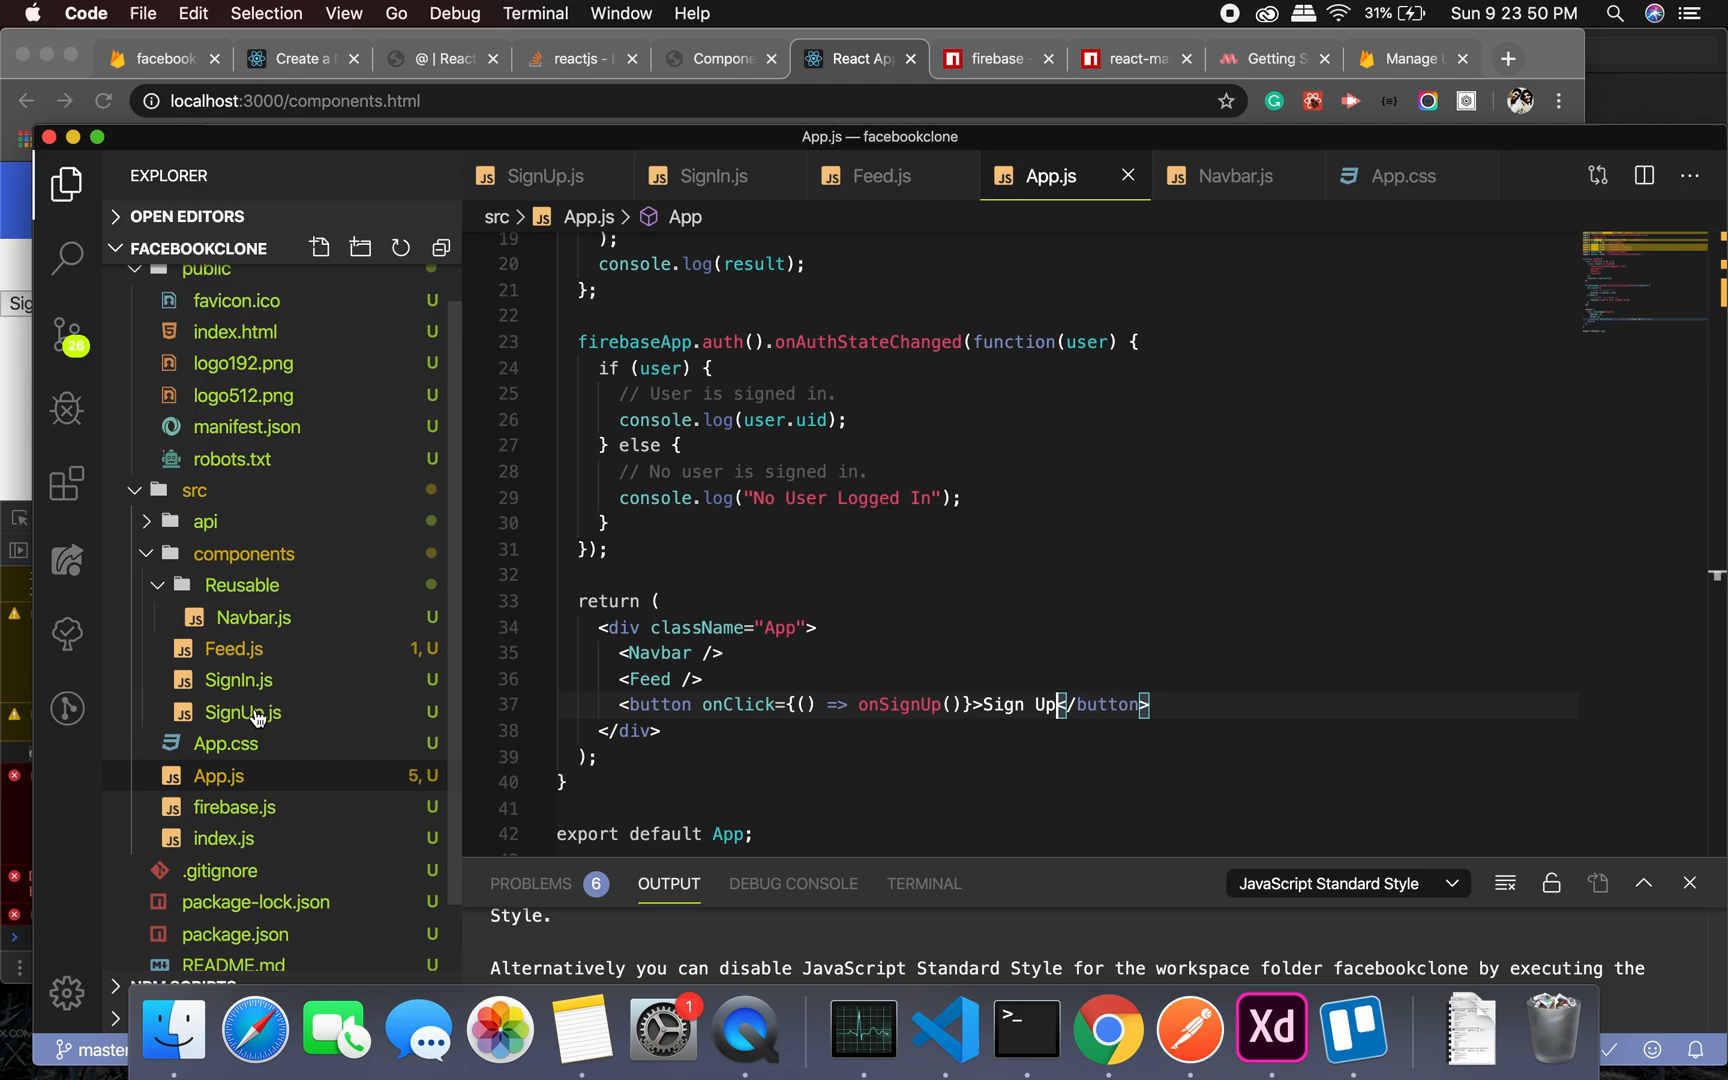 Code File Edit Selection View Go Debug Terminal Window Help 31% Sun 9 23 50 PM
facebook Create a @ | Reac reactjs - Compone React Ap firebase - react-ma Getting S Manage
localhost:3000/components.html
App.js — facebookclone
EXPLORER SignUp.js SignIn.js Feed.js App.js Navbar.js App.css
OPEN EDITORS
src > App.js > App
FACEBOOKCLONE
public
favicon.ico U
index.html U
logo192.png U
logo512.png U
manifest.json U
robots.txt U
src
api
components
Reusable
Navbar.js U
Feed.js 1, U
SignIn.js U
SignUp.js U
App.css U
App.js 5, U
firebase.js U
index.js U
.gitignore U
package-lock.json U
package.json U
README.md U
26
Sig
master
19 );
20 console.log(result);
21 };
22
23 firebaseApp.auth().onAuthStateChanged(function(user) {
24 if (user) {
25 // User is signed in.
26 console.log(user.uid);
27 } else {
28 // No user is signed in.
29 console.log("No User Logged In");
30 }
31 });
32
33 return (
34 <div className="App">
35 <Navbar />
36 <Feed />
37 <button onClick={() => onSignUp()}>Sign Up</button>
38 </div>
39 );
40 }
41
42 export default App;
PROBLEMS 6 OUTPUT DEBUG CONSOLE TERMINAL JavaScript Standard Style
Style.
Alternatively you can disable JavaScript Standard Style for the workspace folder facebookclone by executing the
1
Xd